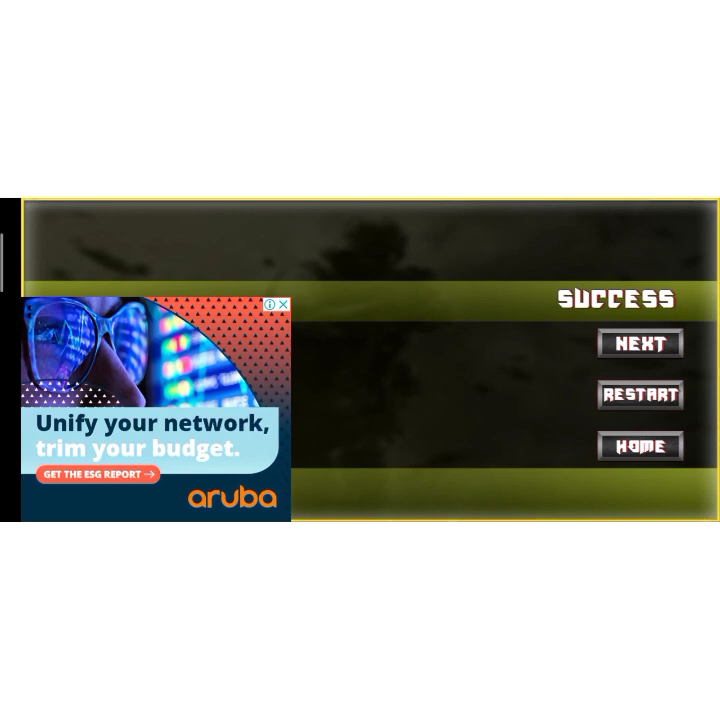 SUCCESS
NEXT
RESTART
HOME
Unify your network,
trim your budget.
GET THE ESG REPORT →
aruba